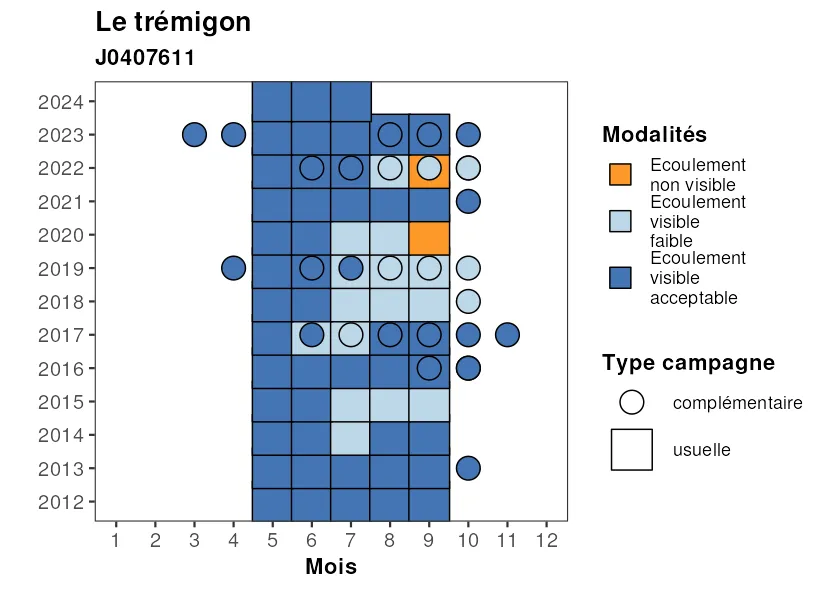 Le trémigon
J0407611
2024
2023
2022
2021
2020
2019
2018
2017
2016
2015
2014
2013
2012
1 2 3 4 5 6 7 8 9 10 11 12
Mois
Modalités
Ecoulement
non visible
Ecoulement
visible
faible
Ecoulement
visible
acceptable
Type campagne
complémentaire
usuelle